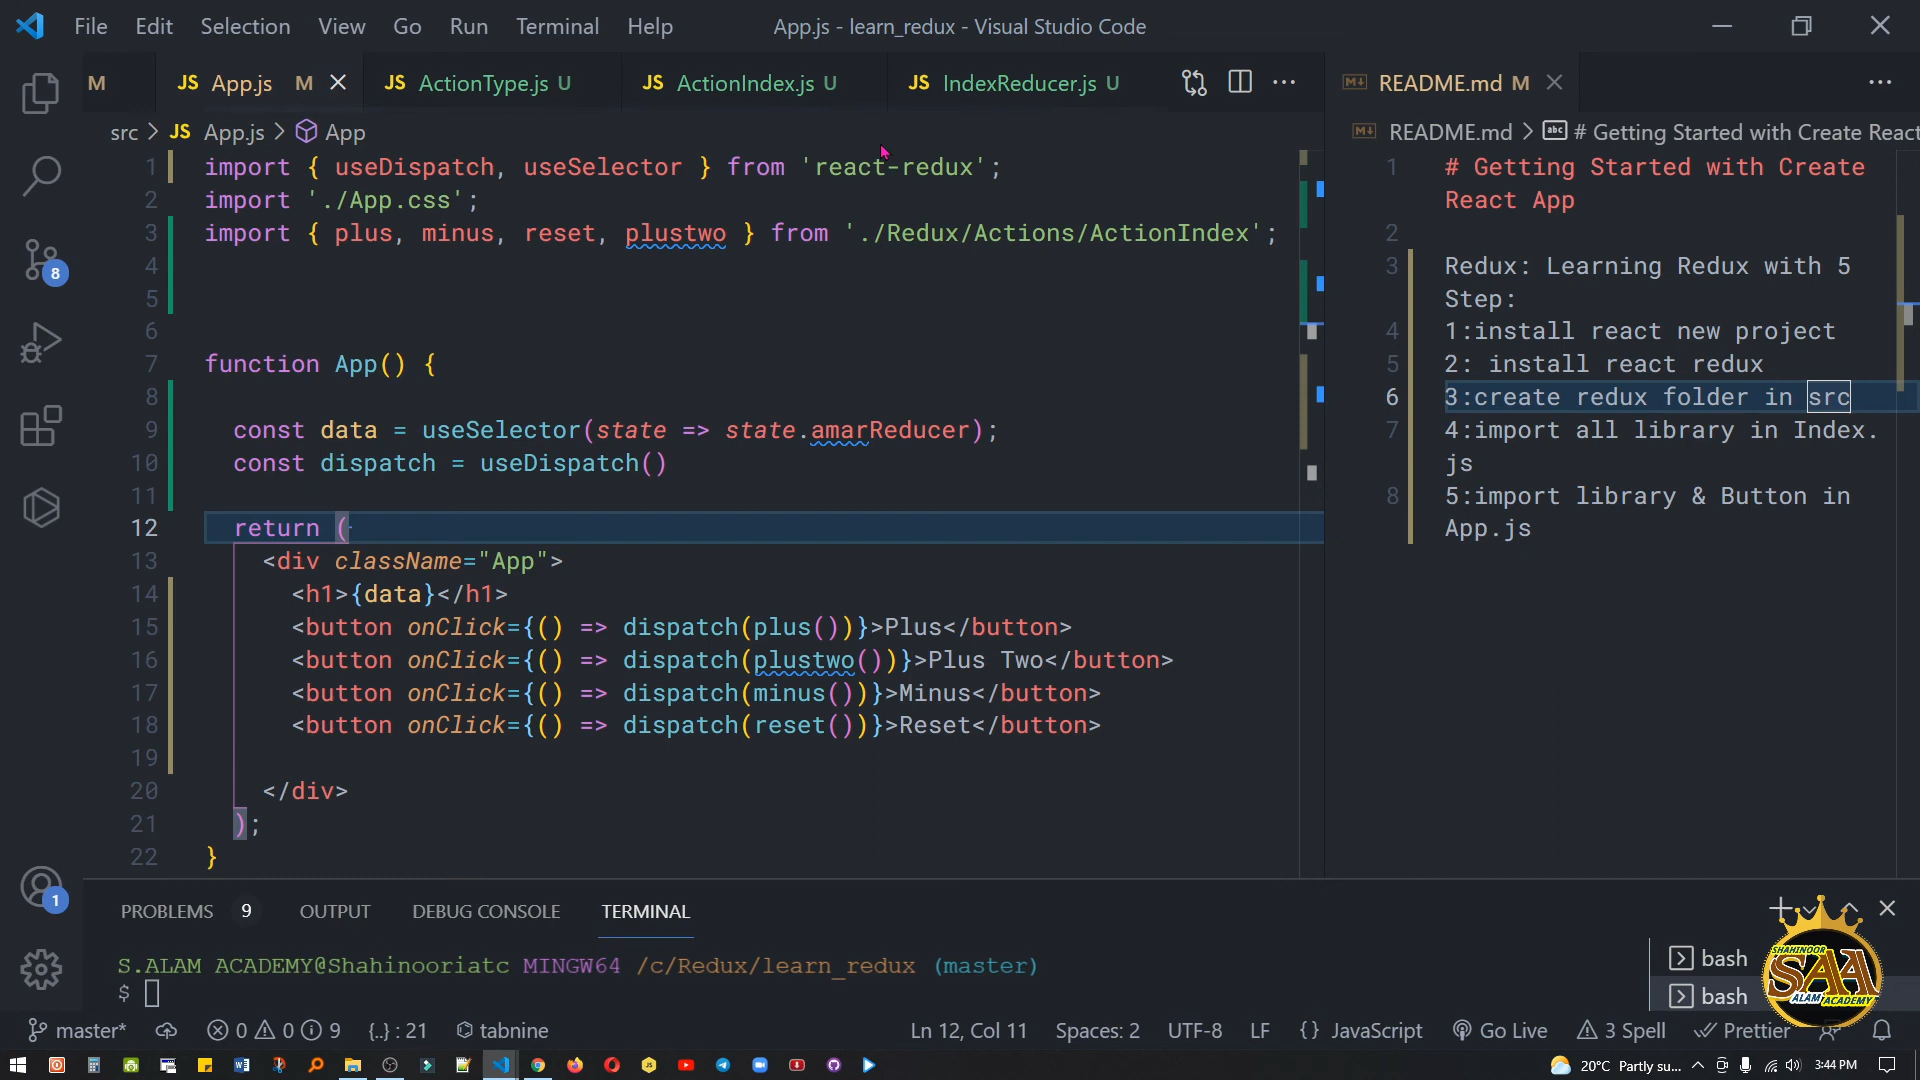 File Edit Selection View Go Run Terminal Help App.js - learn_redux - Visual Studio Code
M JS App.js M JS ActionType.js U JS ActionIndex.js U JS IndexReducer.js U README.md M
src > JS App.js > App
README.md > # Getting Started with Create React
1 import { useDispatch, useSelector } from 'react-redux';
2 import './App.css';
3 import { plus, minus, reset, plustwo } from './Redux/Actions/ActionIndex';
4
5
6
7 function App() {
8
9 const data = useSelector(state => state.amarReducer);
10 const dispatch = useDispatch()
11
12 return (
13 <div className="App">
14 <h1>{data}</h1>
15 <button onClick={() => dispatch(plus())}>Plus</button>
16 <button onClick={() => dispatch(plustwo())}>Plus Two</button>
17 <button onClick={() => dispatch(minus())}>Minus</button>
18 <button onClick={() => dispatch(reset())}>Reset</button>
19
20 </div>
21 );
22 }
1 # Getting Started with Create
React App
2
3 Redux: Learning Redux with 5
Step:
4 1:install react new project
5 2: install react redux
6 3:create redux folder in src
7 4:import all library in Index.
js
8 5:import library & Button in
App.js
PROBLEMS 9 OUTPUT DEBUG CONSOLE TERMINAL
S.ALAM ACADEMY@Shahinooriatc MINGW64 /c/Redux/learn_redux (master)
$
bash
bash
SHAHINOOR
SAA
ALAM ACADEMY
8
1
master* 0 0 9 {..} : 21 tabnine Ln 12, Col 11 Spaces: 2 UTF-8 LF {} JavaScript Go Live 3 Spell Prettier
20°C Partly su... 3:44 PM